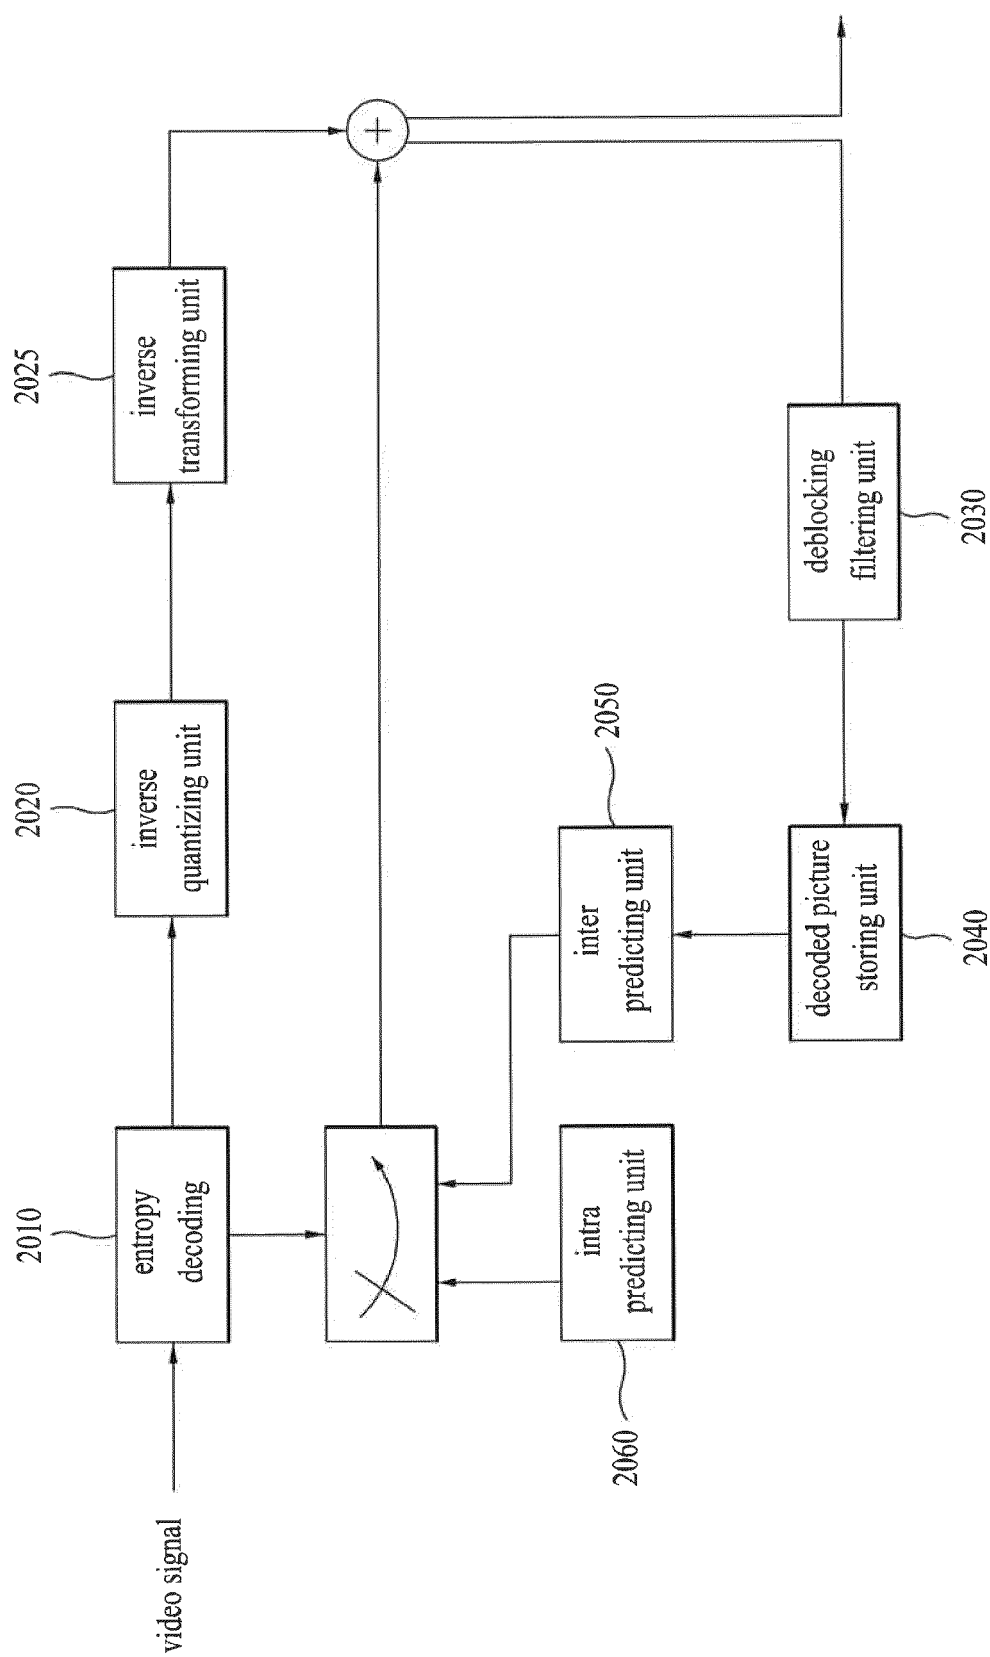 2010
2020
2025
entropy
decoding
inverse
quantizing unit
inverse
transforming unit
video signal
+
2050
intra
predicting unit
inter
predicting unit
2060
decoded picture
storing unit
deblocking
filtering unit
2040
2030